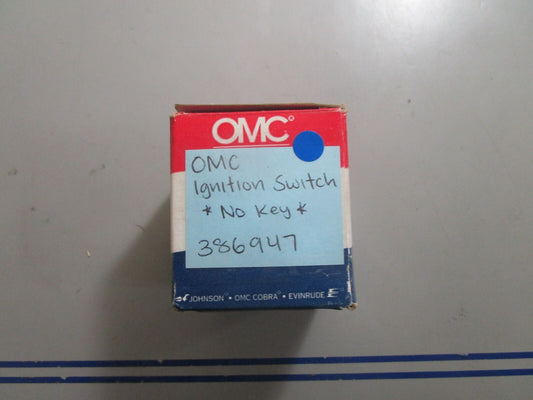 OMC
OMC
Ignition Switch
* No Key *
386947
JOHNSON • OMC COBRA • EVINRUDE E